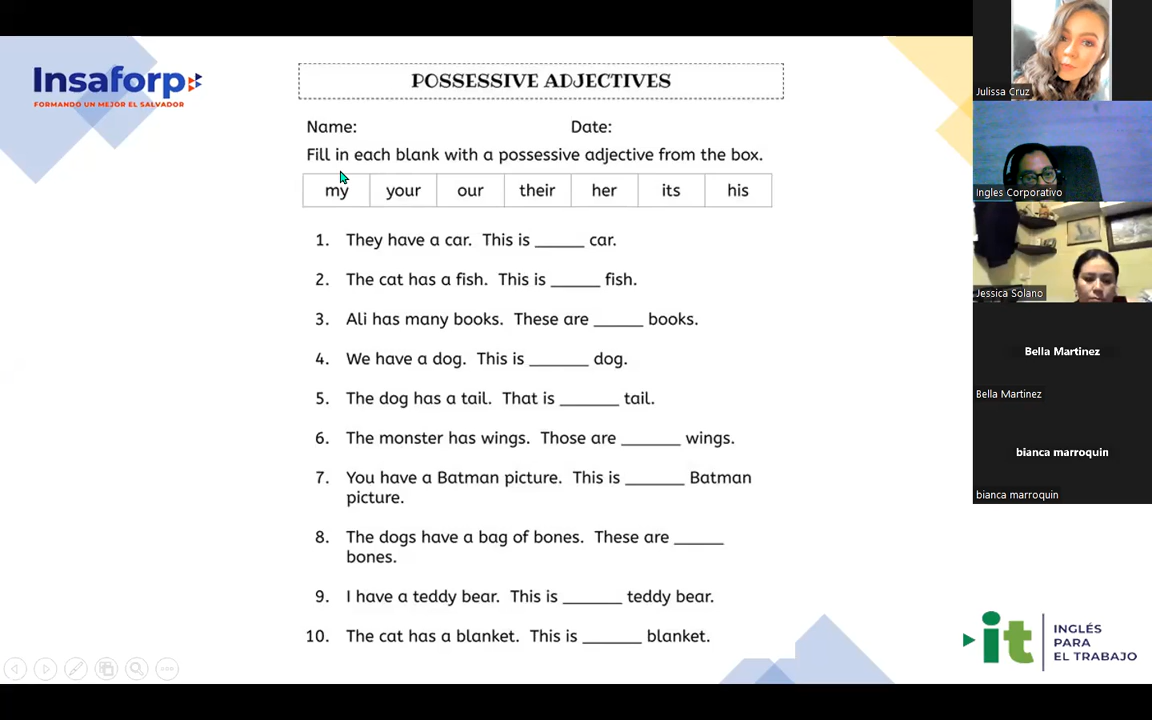 Insaforp
FORMANDO UN MEJOR EL SALVADOR
POSSESSIVE ADJECTIVES
Name: Date:
Fill in each blank with a possessive adjective from the box.
my your our their her its his
1. They have a car. This is _____ car.
2. The cat has a fish. This is _____ fish.
3. Ali has many books. These are _____ books.
4. We have a dog. This is ______ dog.
5. The dog has a tail. That is ______ tail.
6. The monster has wings. Those are ______ wings.
7. You have a Batman picture. This is ______ Batman
picture.
8. The dogs have a bag of bones. These are _____
bones.
9. I have a teddy bear. This is ______ teddy bear.
10. The cat has a blanket. This is ______ blanket.
it INGLÉS
PARA
EL TRABAJO
Julissa Cruz
Ingles Corporativo
Jessica Solano
Bella Martinez
Bella Martinez
bianca marroquin
bianca marroquin